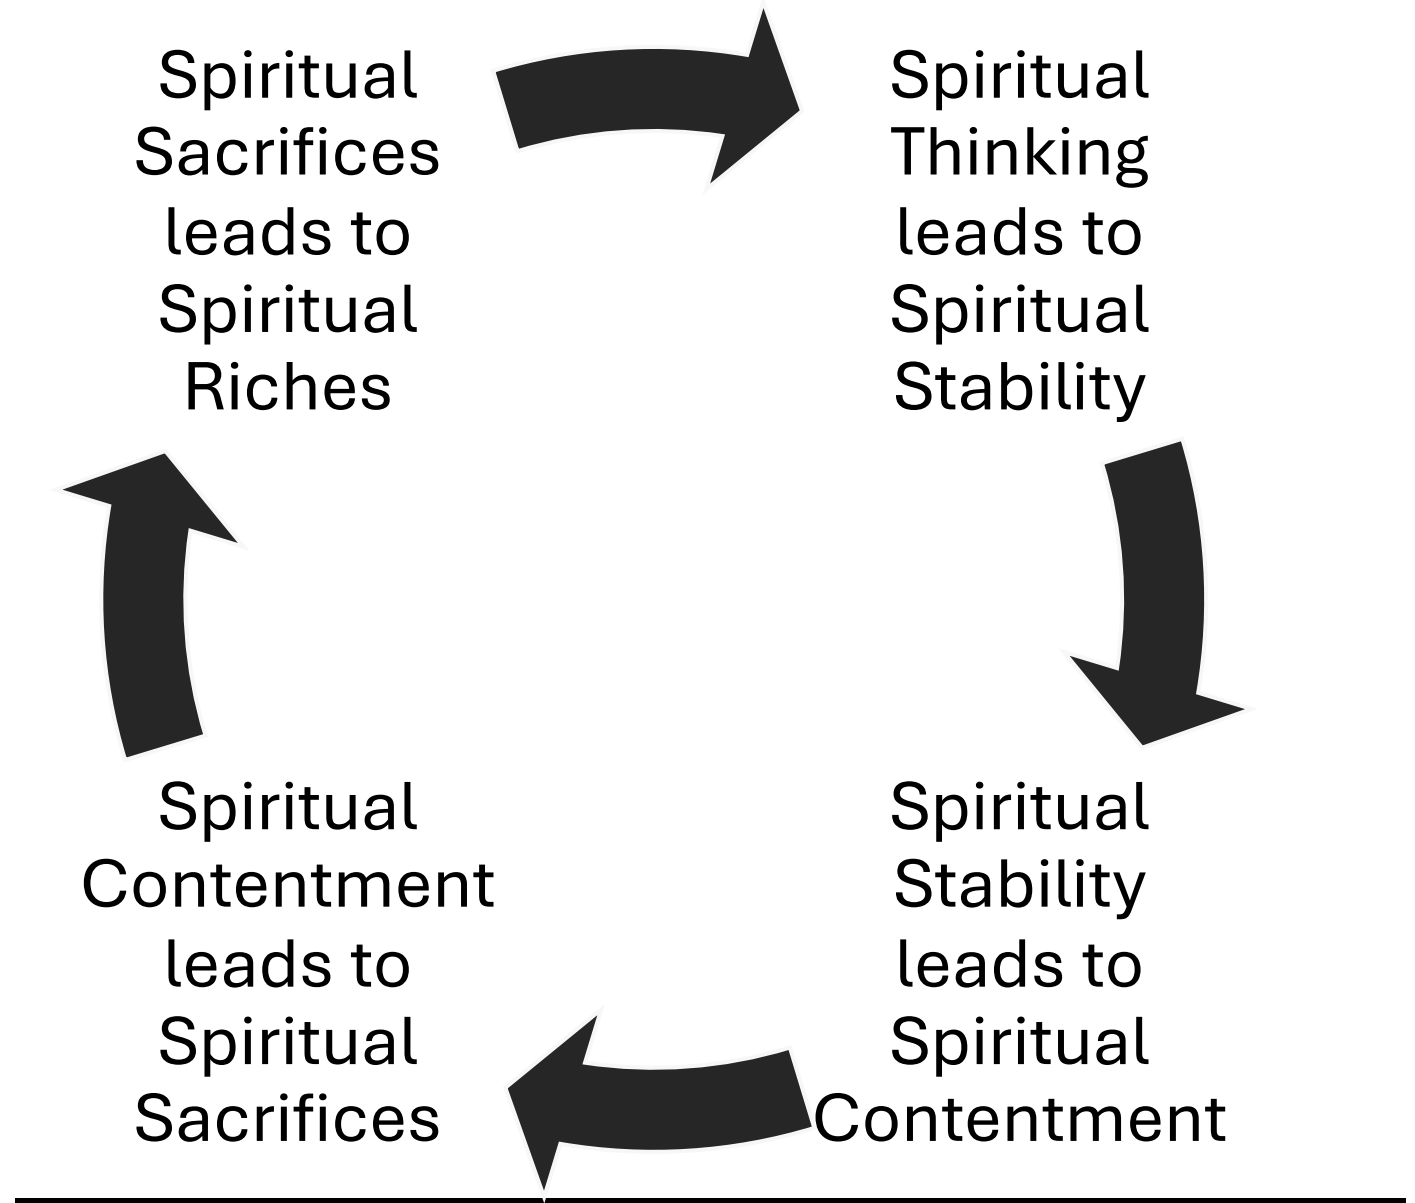 Spiritual
Sacrifices
leads to
Spiritual
Riches
Spiritual
Thinking
leads to
Spiritual
Stability
Spiritual
Stability
leads to
Spiritual
Contentment
Spiritual
Contentment
leads to
Spiritual
Sacrifices